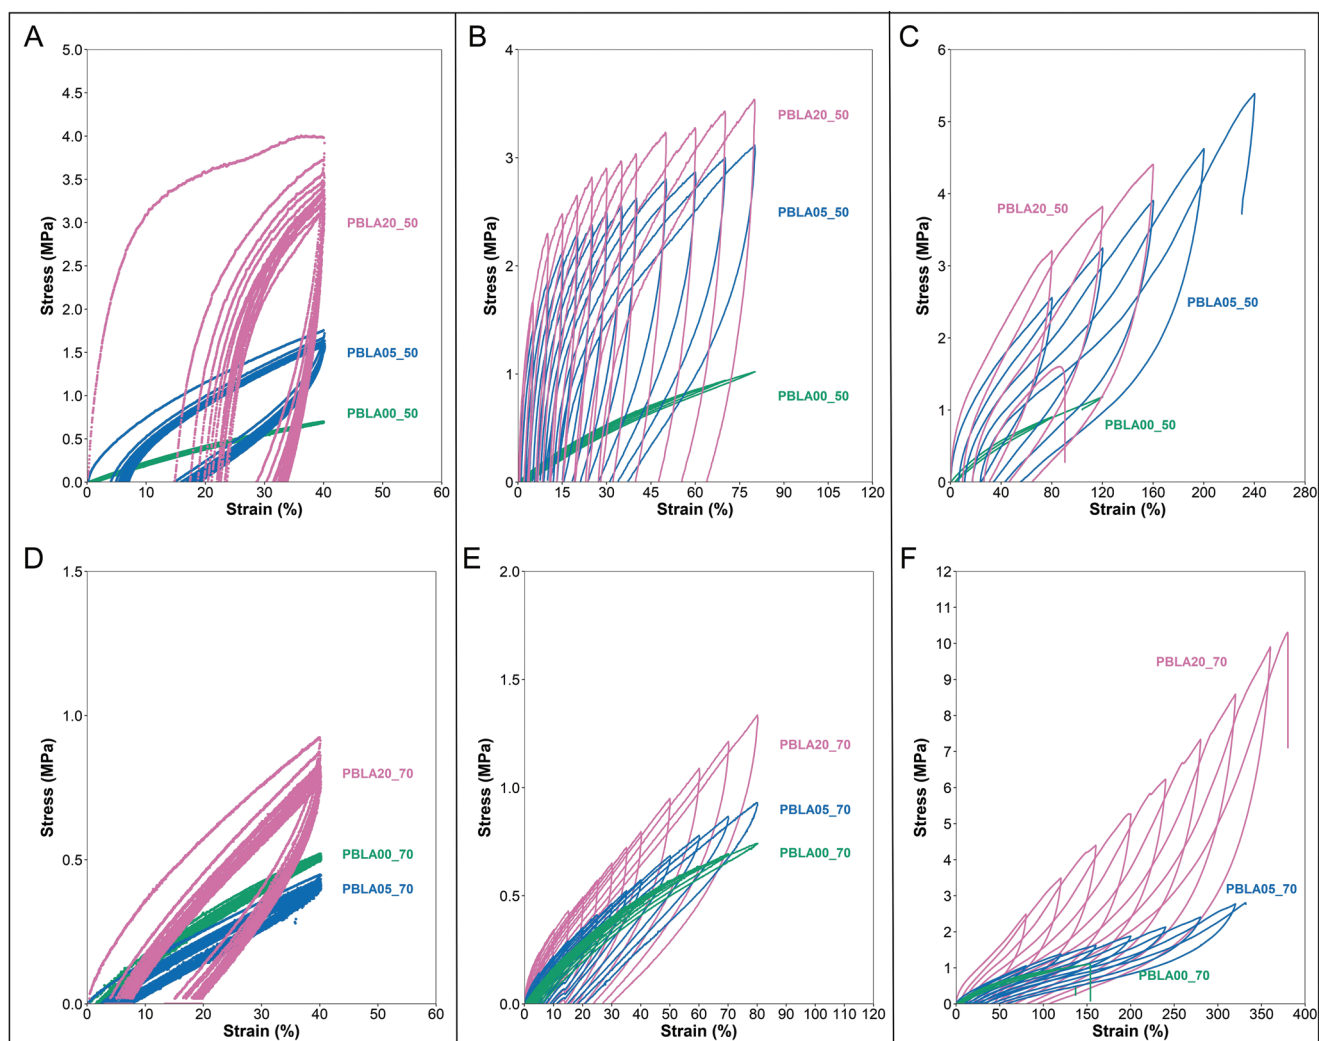 A
5.0
4.5
4.0
3.5
3.0
2.5
2.0
1.5
1.0
0.5
0.0
0 10 20 30 40 50 60
Stress (MPa)
Strain (%)
PBLA20_50
PBLA05_50
PBLA00_50
B
4
3
2
1
0
0 15 30 45 60 75 90 105 120
Stress (MPa)
Strain (%)
PBLA20_50
PBLA05_50
PBLA00_50
C
6
5
4
3
2
1
0
0 40 80 120 160 200 240 280
Stress (MPa)
Strain (%)
PBLA20_50
PBLA05_50
PBLA00_50
D
1.5
1.0
0.5
0.0
0 10 20 30 40 50 60
Stress (MPa)
Strain (%)
PBLA20_70
PBLA00_70
PBLA05_70
E
2.0
1.5
1.0
0.5
0.0
0 10 20 30 40 50 60 70 80 90 100 110 120
Stress (MPa)
Strain (%)
PBLA20_70
PBLA05_70
PBLA00_70
F
12
11
10
9
8
7
6
5
4
3
2
1
0
0 50 100 150 200 250 300 350 400
Stress (MPa)
Strain (%)
PBLA20_70
PBLA05_70
PBLA00_70